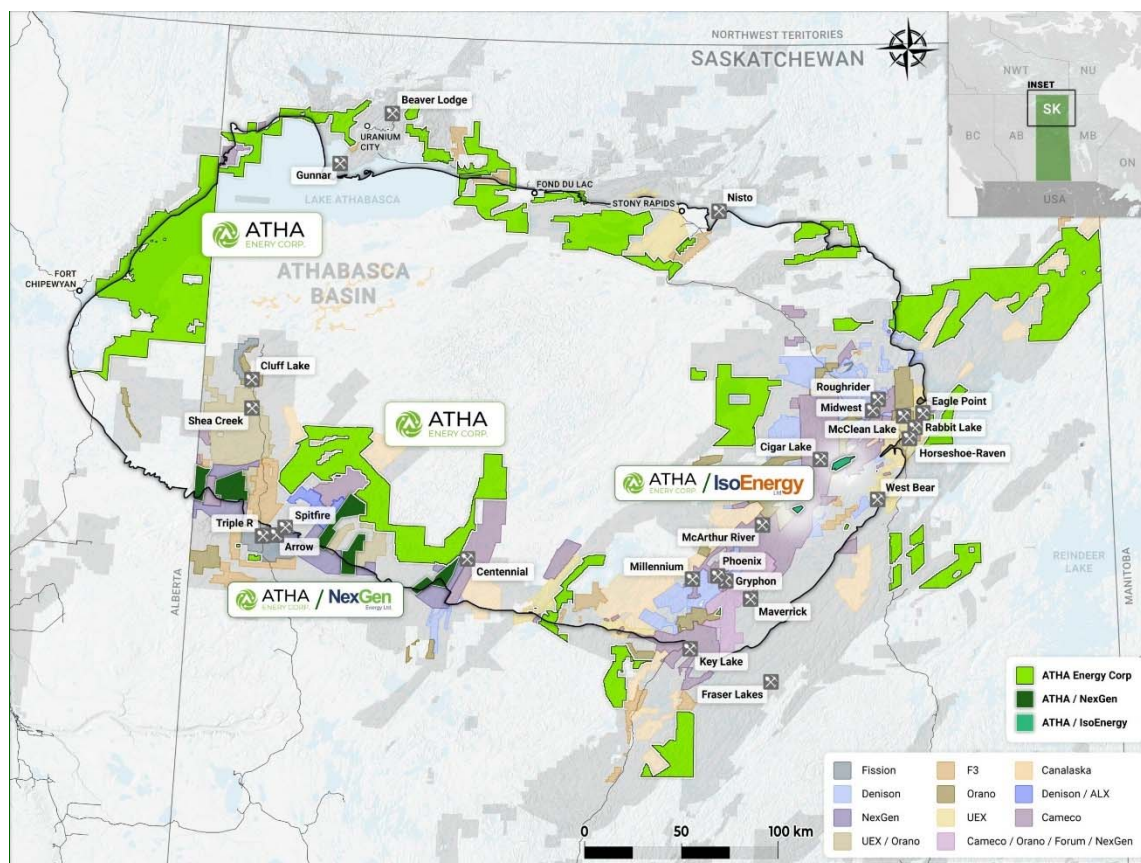 NORTHWEST TERRITORIES
SASKATCHEWAN
NWT
NU
INSET
SK
BC
AB
MB
ON
USA
Beaver Lodge
URANIUM
CITY
Gunnar
LAKE ATHABASCA
FOND DU LAC
STONY RAPIDS
Nisto
ATHA
ENERY CORP.
FORT
CHIPEWYAN
ATHABASCA
BASIN
Cluff Lake
Shea Creek
ATHA
ENERY CORP.
Roughrider
Eagle Point
Midwest
McClean Lake
Rabbit Lake
Horseshoe-Raven
Cigar Lake
ATHA
ENERY CORP.
/ IsoEnergy
Ltd
West Bear
Spitfire
Triple R
Arrow
McArthur River
Phoenix
Millennium
Gryphon
Centennial
Maverrick
REINDEER
LAKE
ALBERTA
MANITOBA
ATHA
ENERY CORP.
/ NexGen
Energy Ltd.
Key Lake
Fraser Lakes
ATHA Energy Corp
ATHA / NexGen
ATHA / IsoEnergy
Fission
F3
Canalaska
Denison
Orano
Denison / ALX
NexGen
UEX
Cameco
UEX / Orano
Cameco / Orano / Forum / NexGen
0
50
100 km